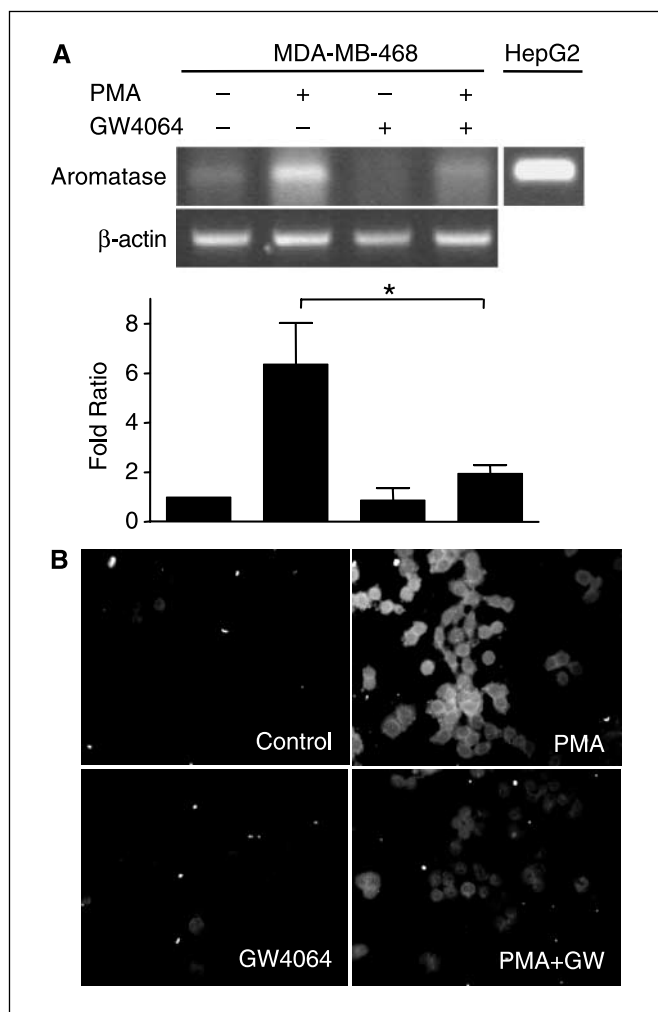 A
MDA-MB-468 HepG2
PMA – + – +
GW4064 – – + +
Aromatase
β-actin
*
8
6
4
2
0
Fold Ratio
B
Control PMA
GW4064 PMA+GW